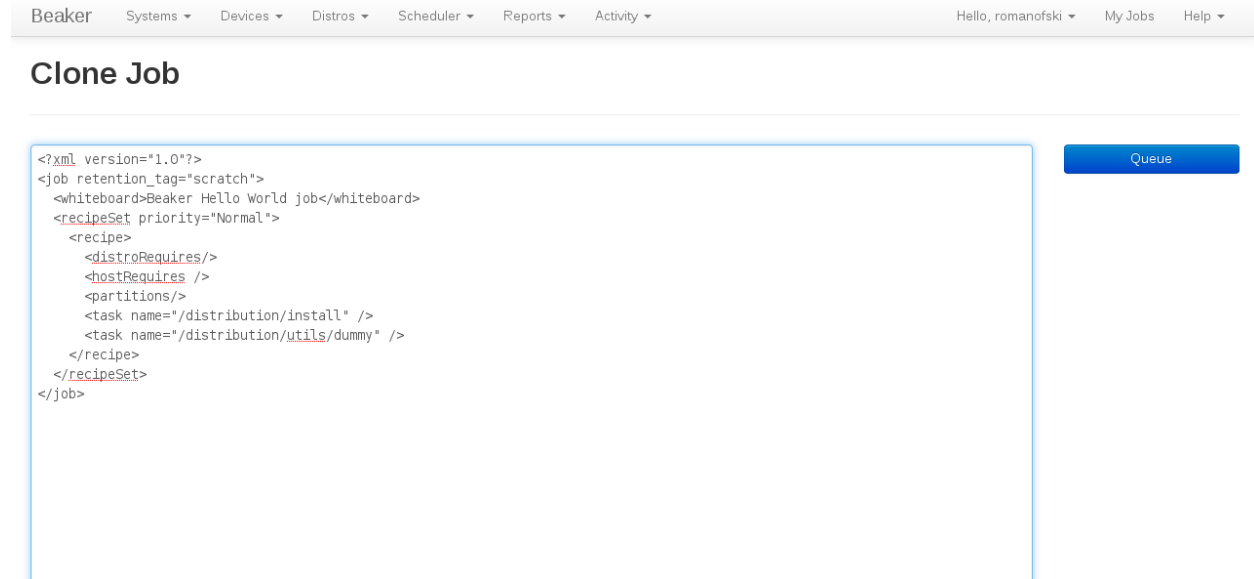 Beaker Systems Devices Distros Scheduler Reports Activity Hello, romanofski My Jobs Help
Clone Job
<?xml version="1.0"?>
<job retention_tag="scratch">
  <whiteboard>Beaker Hello World job</whiteboard>
  <recipeSet priority="Normal">
    <recipe>
      <distroRequires/>
      <hostRequires />
      <partitions/>
      <task name="/distribution/install" />
      <task name="/distribution/utils/dummy" />
    </recipe>
  </recipeSet>
</job>
Queue